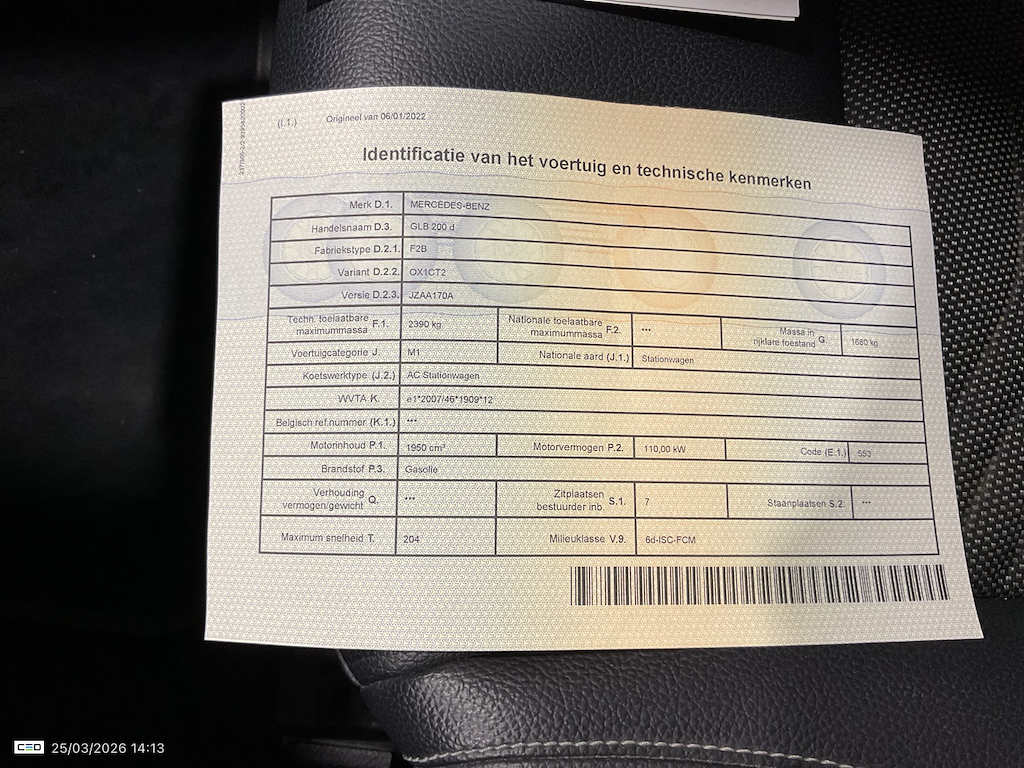 (I.1.) Origineel van 06/01/2022
Identificatie van het voertuig en technische kenmerken
Merk D.1. MERCEDES-BENZ
Handelsnaam D.3. GLB 200 d
Fabriekstype D.2.1. F2B
Variant D.2.2. OX1CT2
Versie D.2.3. JZAA170A
Techn. toelaatbare maximummassa F.1. 2390 kg Nationale toelaatbare maximummassa F.2. *** Massa in rijklare toestand G 1680 kg
Voertuigcategorie J. M1 Nationale aard (J.1.) Stationwagen
Koetswerktype (J.2.) AC Stationwagen
WVTA K. e1*2007/46*1909*12
Belgisch ref.nummer (K.1.) ***
Motorinhoud P.1. 1950 cm³ Motorvermogen P.2. 110,00 kW Code (E.1.) 553
Brandstof P.3. Gasolie
Verhouding vermogen/gewicht Q. *** Zitplaatsen bestuurder inb. S.1. 7 Staanplaatsen S.2. ***
Maximum snelheid T. 204 Milieuklasse V.9. 6d-ISC-FCM
CEO 25/03/2026 14:13